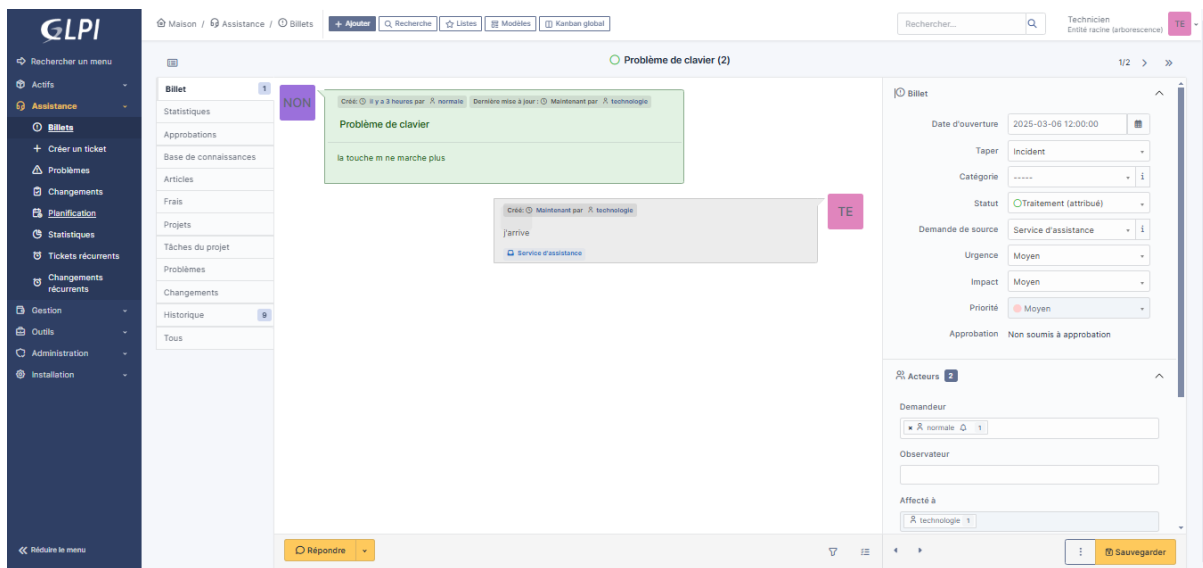 GLPI
Rechercher un menu
Actifs
Assistance
Billets
+ Créer un ticket
Problèmes
Changements
Planification
Statistiques
Tickets récurrents
Changements
récurrents
Gestion
Outils
Administration
Installation
Réduire le menu
Maison / Assistance / Billets
+ Ajouter
Recherche
Listes
Modèles
Kanban global
Rechercher...
Technicien
Entité racine (arborescence)
TE
Problème de clavier (2)
1/2
Billet 1
Statistiques
Approbations
Base de connaissances
Articles
Frais
Projets
Tâches du projet
Problèmes
Changements
Historique 9
Tous
NON
Créé: Il y a 3 heures par normale Dernière mise à jour : Maintenant par technologie
Problème de clavier
la touche m ne marche plus
Créé: Maintenant par technologie
j'arrive
Service d'assistance
TE
Répondre
Billet
Date d'ouverture 2025-03-06 12:00:00
Taper Incident
Catégorie ----- i
Statut Traitement (attribué)
Demande de source Service d'assistance i
Urgence Moyen
Impact Moyen
Priorité Moyen
Approbation Non soumis à approbation
Acteurs 2
Demandeur
× normale 1
Observateur
Affecté à
technologie 1
Sauvegarder